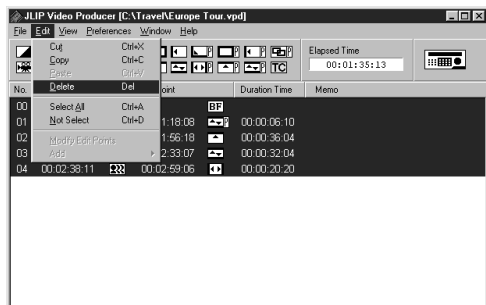 JLIP Video Producer [C:\Travel\Europe Tour.vpd]
File Edit View Preferences Window Help
Cut Ctrl+X
Copy Ctrl+C
Paste Ctrl+V
Delete Del
Select All Ctrl+A
Not Select Ctrl+D
Modify Edit Points
Add
P P P
P P P P TC
Elapsed Time
00:01:35:13
No. oint Duration Time Memo
00 BF
01 1:18:08 P 00:00:06:10
02 1:56:18 00:00:36:04
03 2:33:07 00:00:32:04
04 00:02:38:11 00:02:59:06 00:00:20:20